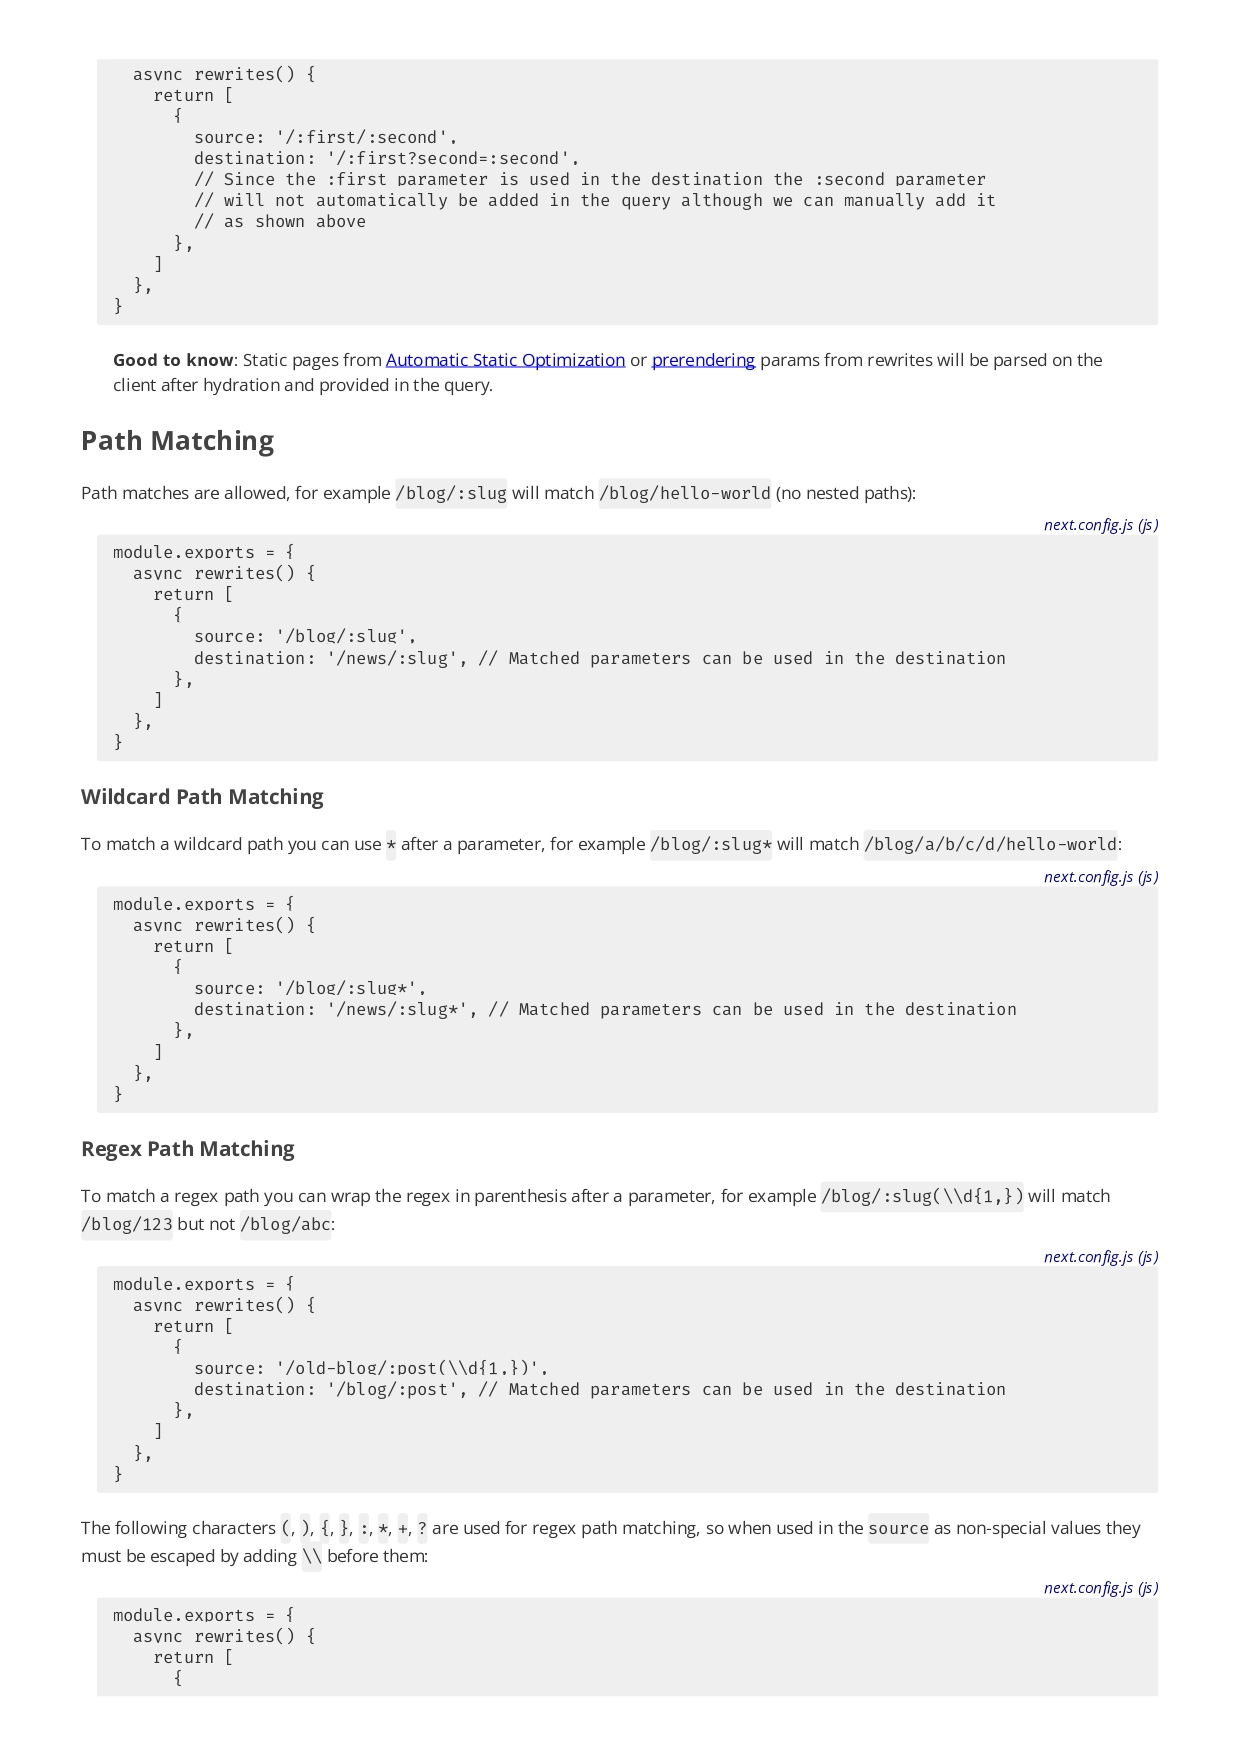 async rewrites() {
return [
{
source: '/:first/:second',
destination: '/:first?second=:second',
// Since the :first parameter is used in the destination the :second parameter
// will not automatically be added in the query although we can manually add it
// as shown above
},
]
},
}
Good to know: Static pages from Automatic Static Optimization or prerendering params from rewrites will be parsed on the
client after hydration and provided in the query.
Path Matching
Path matches are allowed, for example /blog/:slug will match /blog/hello-world (no nested paths):
next.config.js (js)
module.exports = {
async rewrites() {
return [
{
source: '/blog/:slug',
destination: '/news/:slug', // Matched parameters can be used in the destination
},
]
},
}
Wildcard Path Matching
To match a wildcard path you can use * after a parameter, for example /blog/:slug* will match /blog/a/b/c/d/hello-world:
next.config.js (js)
module.exports = {
async rewrites() {
return [
{
source: '/blog/:slug*',
destination: '/news/:slug*', // Matched parameters can be used in the destination
},
]
},
}
Regex Path Matching
To match a regex path you can wrap the regex in parenthesis after a parameter, for example /blog/:slug(\\d{1,}) will match
/blog/123 but not /blog/abc:
next.config.js (js)
module.exports = {
async rewrites() {
return [
{
source: '/old-blog/:post(\\d{1,})',
destination: '/blog/:post', // Matched parameters can be used in the destination
},
]
},
}
The following characters (, ), {, }, :, *, +, ? are used for regex path matching, so when used in the source as non-special values they
must be escaped by adding \\ before them:
next.config.js (js)
module.exports = {
async rewrites() {
return [
{